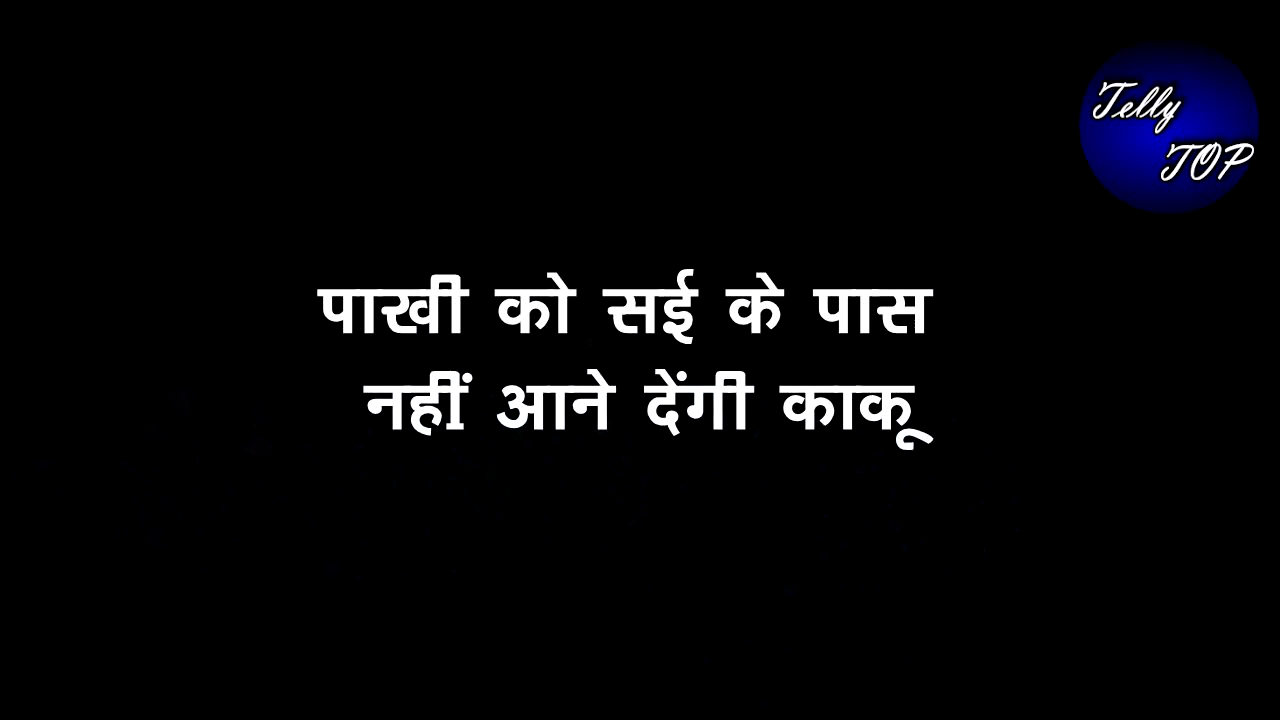 Telly
TOP
पाखी को सई के पास
नहीं आने देंगी काकू